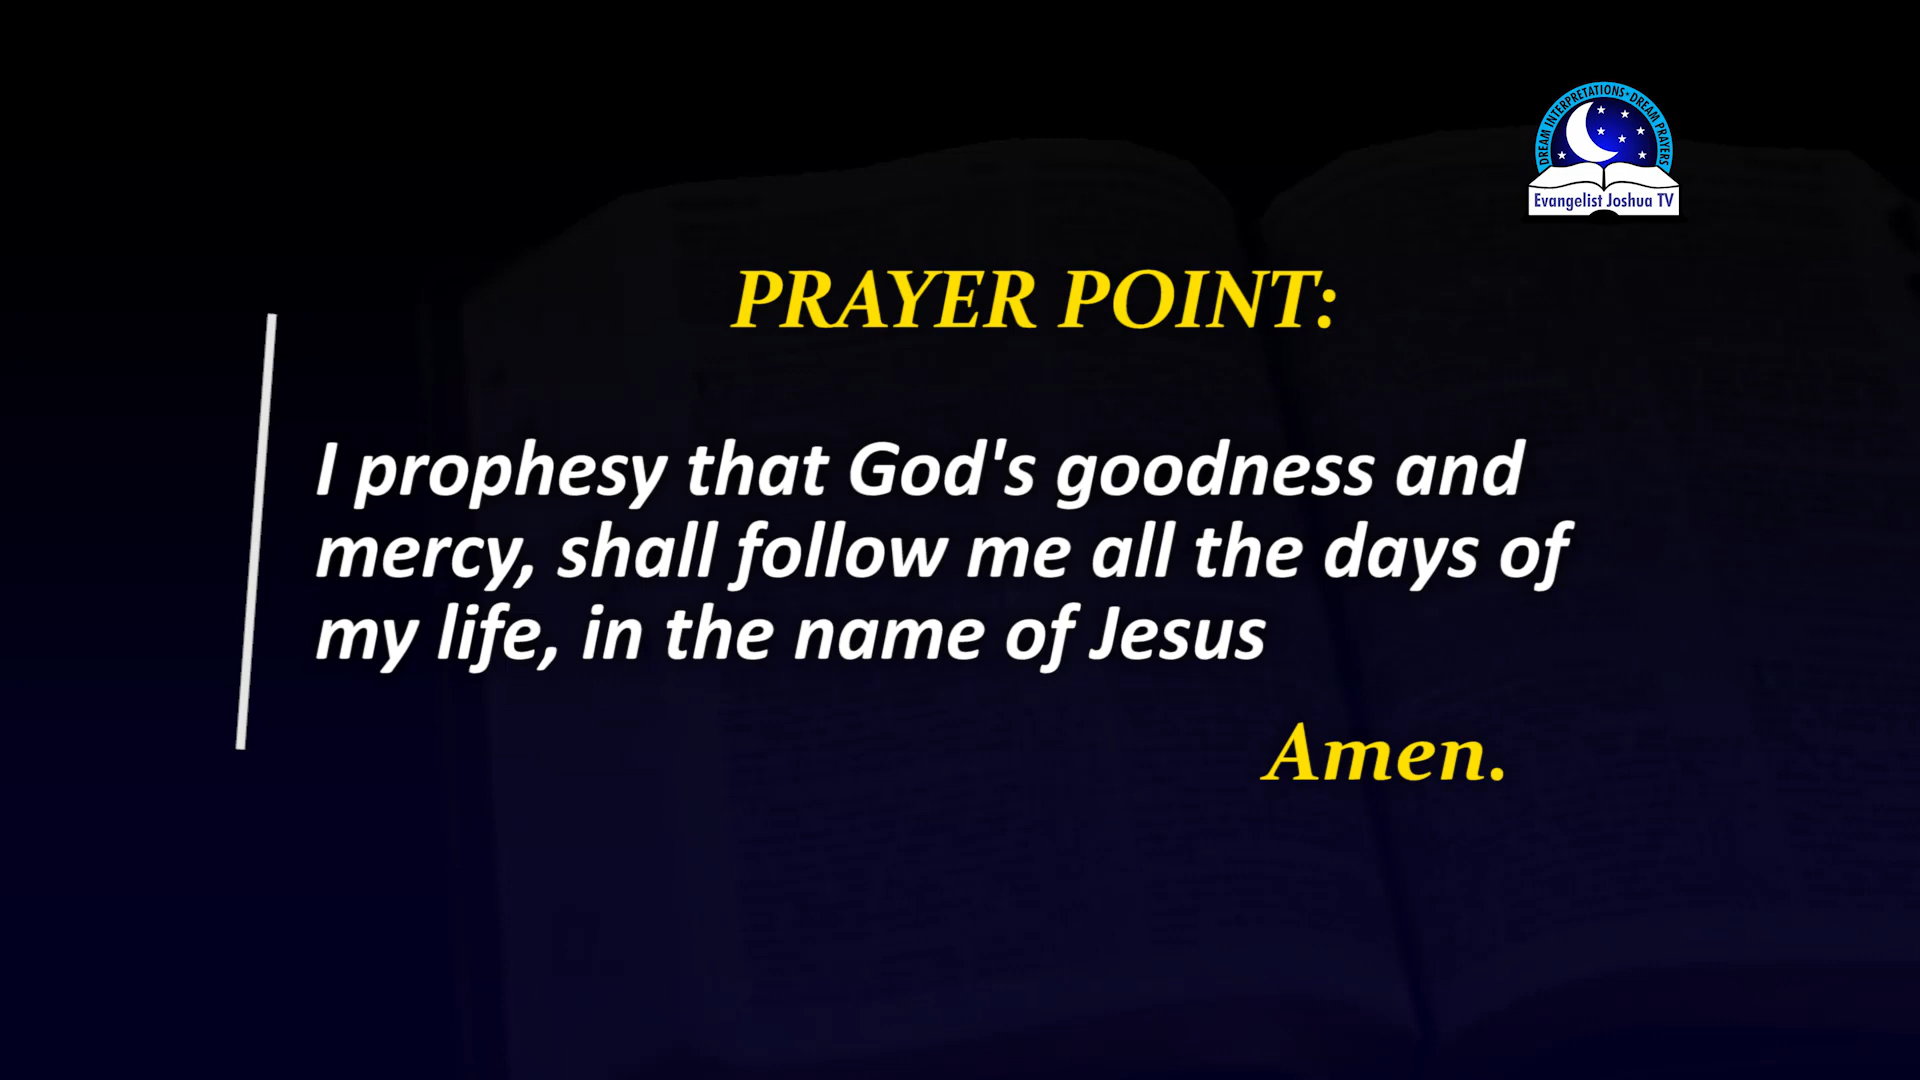 DREAM INTERPRETATIONS • DREAM PRAYERS
Evangelist Joshua TV
PRAYER POINT:
I prophesy that God's goodness and
mercy, shall follow me all the days of
my life, in the name of Jesus
Amen.